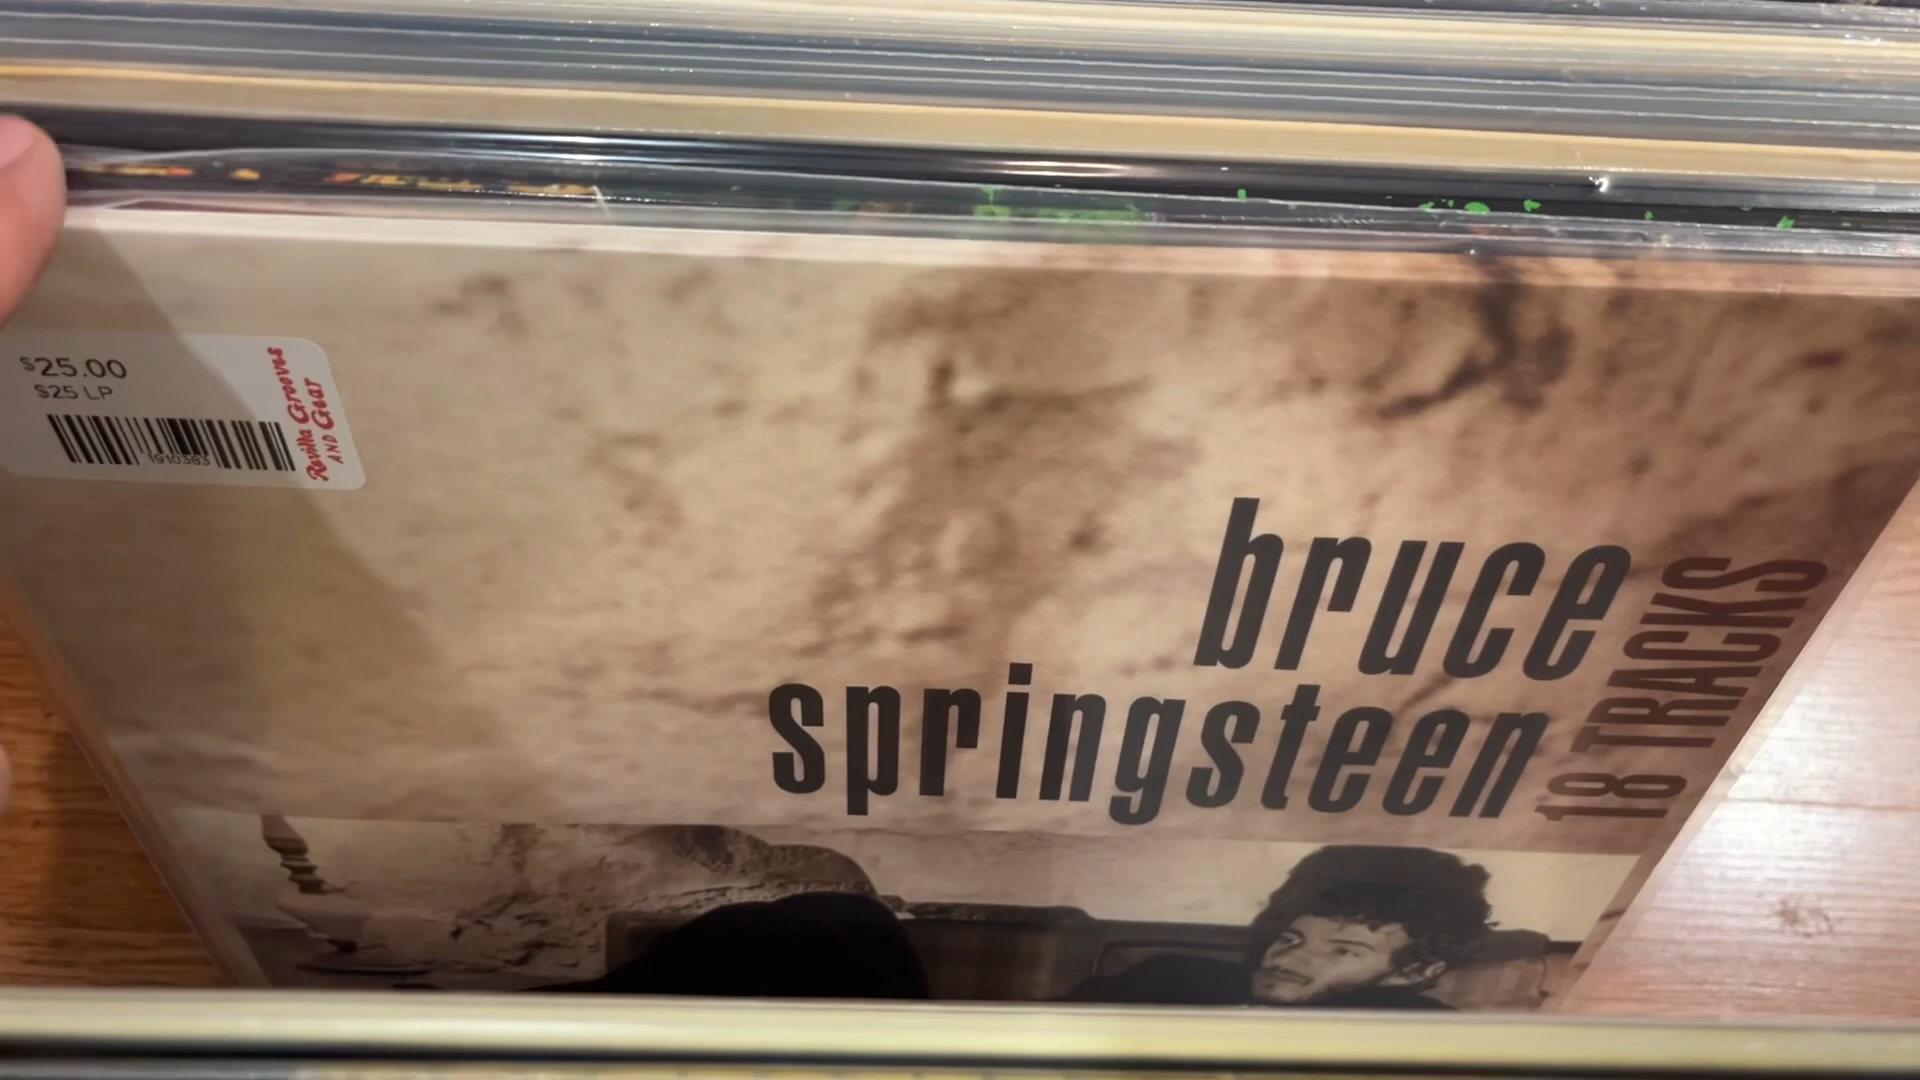 $25.00
$25 LP
1910383
Revilla Grooves
AND Gear
bruce
springsteen
18 TRACKS